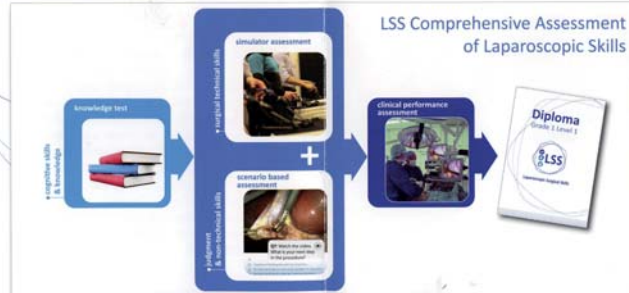 LSS Comprehensive Assessment
of Laparoscopic Skills
cognitive skills
& knowledge
knowledge test
surgical technical skills
simulator assessment
+
judgment
& non-technical skills
scenario based
assessment
Q7 Watch the video.
What is your next step
in the procedure?
clinical performance
assessment
Diploma
Grade 1 Level 1
LSS
Laparoscopic Surgical Skills